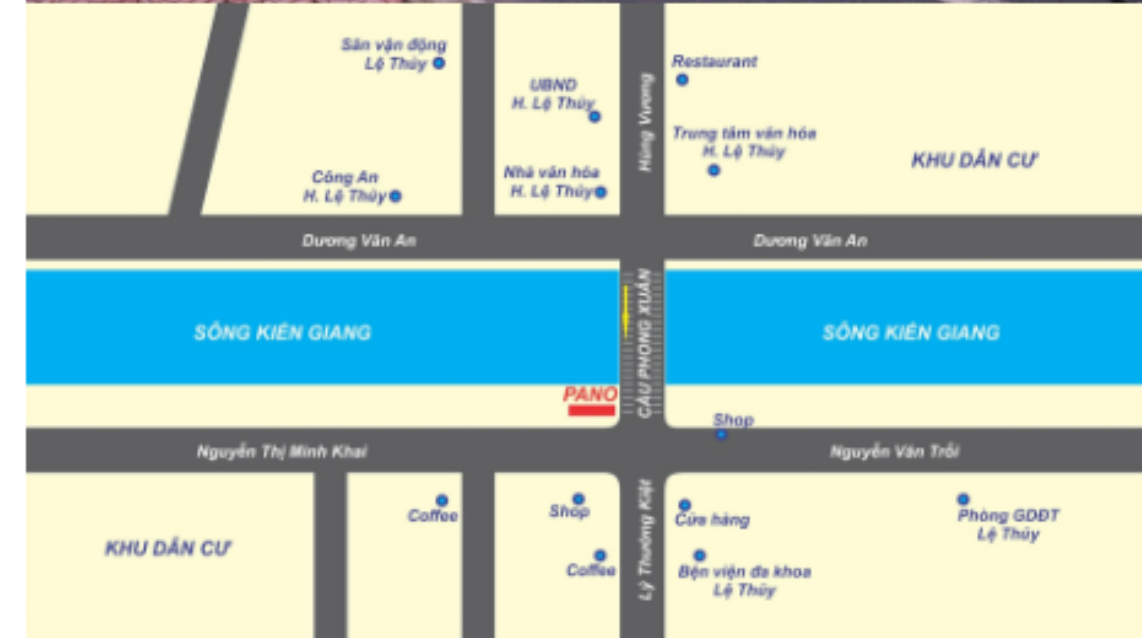 Sân vận động
Lệ Thủy
UBND
H. Lệ Thủy
Hùng Vương
Restaurant
Trung tâm văn hóa
H. Lệ Thủy
KHU DÂN CƯ
Công An
H. Lệ Thủy
Nhà văn hóa
H. Lệ Thủy
Dương Văn An
Dương Văn An
SÔNG KIẾN GIANG
CẦU PHONG XUÂN
SÔNG KIẾN GIANG
PANO
Shop
Nguyễn Thị Minh Khai
Nguyễn Văn Trỗi
Coffee
Shop
Lý Thường Kiệt
Cửa hàng
Phòng GDĐT
Lệ Thủy
KHU DÂN CƯ
Coffee
Bện viện đa khoa
Lệ Thủy